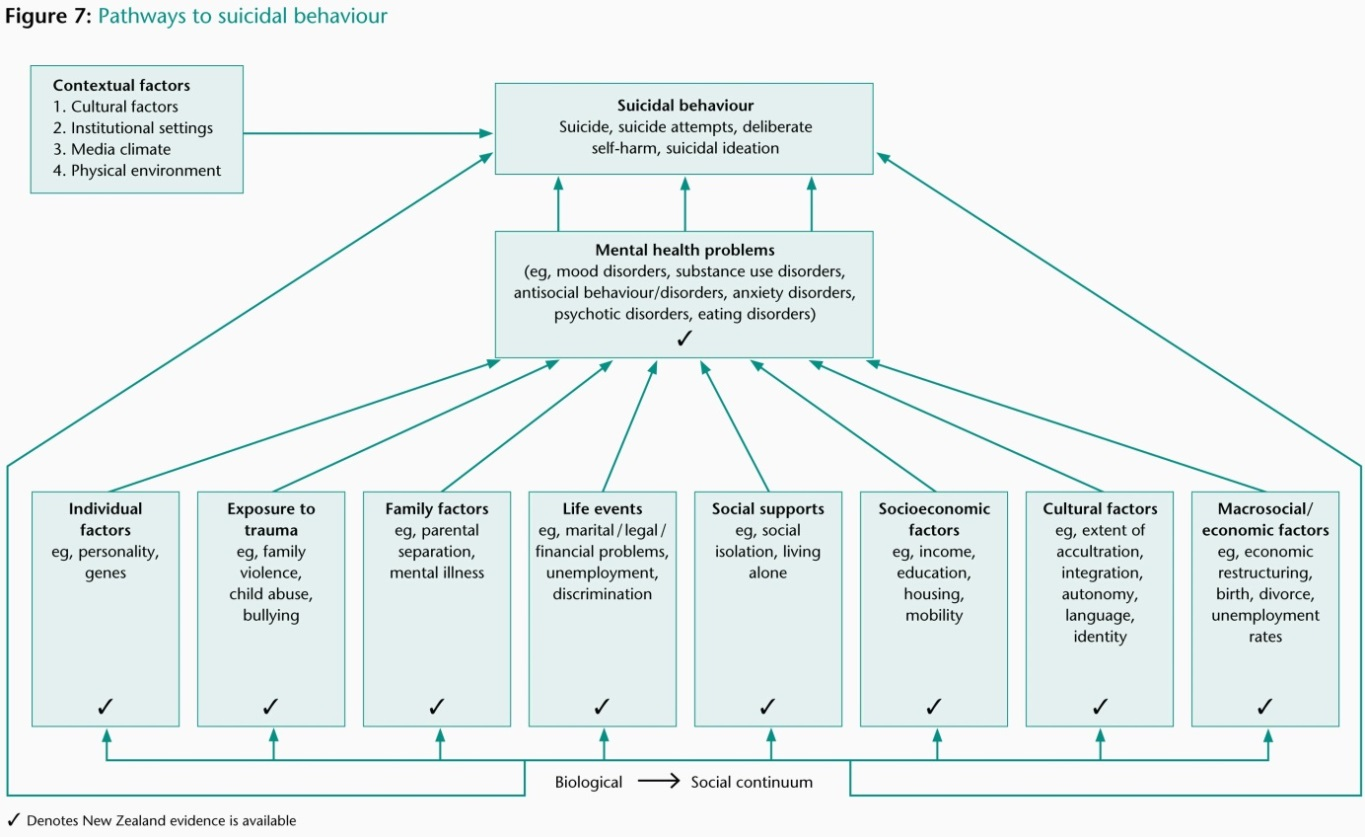 Figure 7: Pathways to suicidal behaviour
Contextual factors
1. Cultural factors
2. Institutional settings
3. Media climate
4. Physical environment
Suicidal behaviour
Suicide, suicide attempts, deliberate
self-harm, suicidal ideation
Mental health problems
(eg, mood disorders, substance use disorders,
antisocial behaviour/disorders, anxiety disorders,
psychotic disorders, eating disorders)
✓
Individual
factors
eg, personality,
genes
✓
Exposure to
trauma
eg, family
violence,
child abuse,
bullying
✓
Family factors
eg, parental
separation,
mental illness
✓
Life events
eg, marital/legal/
financial problems,
unemployment,
discrimination
✓
Social supports
eg, social
isolation, living
alone
✓
Socioeconomic
factors
eg, income,
education,
housing,
mobility
✓
Cultural factors
eg, extent of
accultration,
integration,
autonomy,
language,
identity
✓
Macrosocial/
economic factors
eg, economic
restructuring,
birth, divorce,
unemployment
rates
✓
Biological → Social continuum
✓ Denotes New Zealand evidence is available